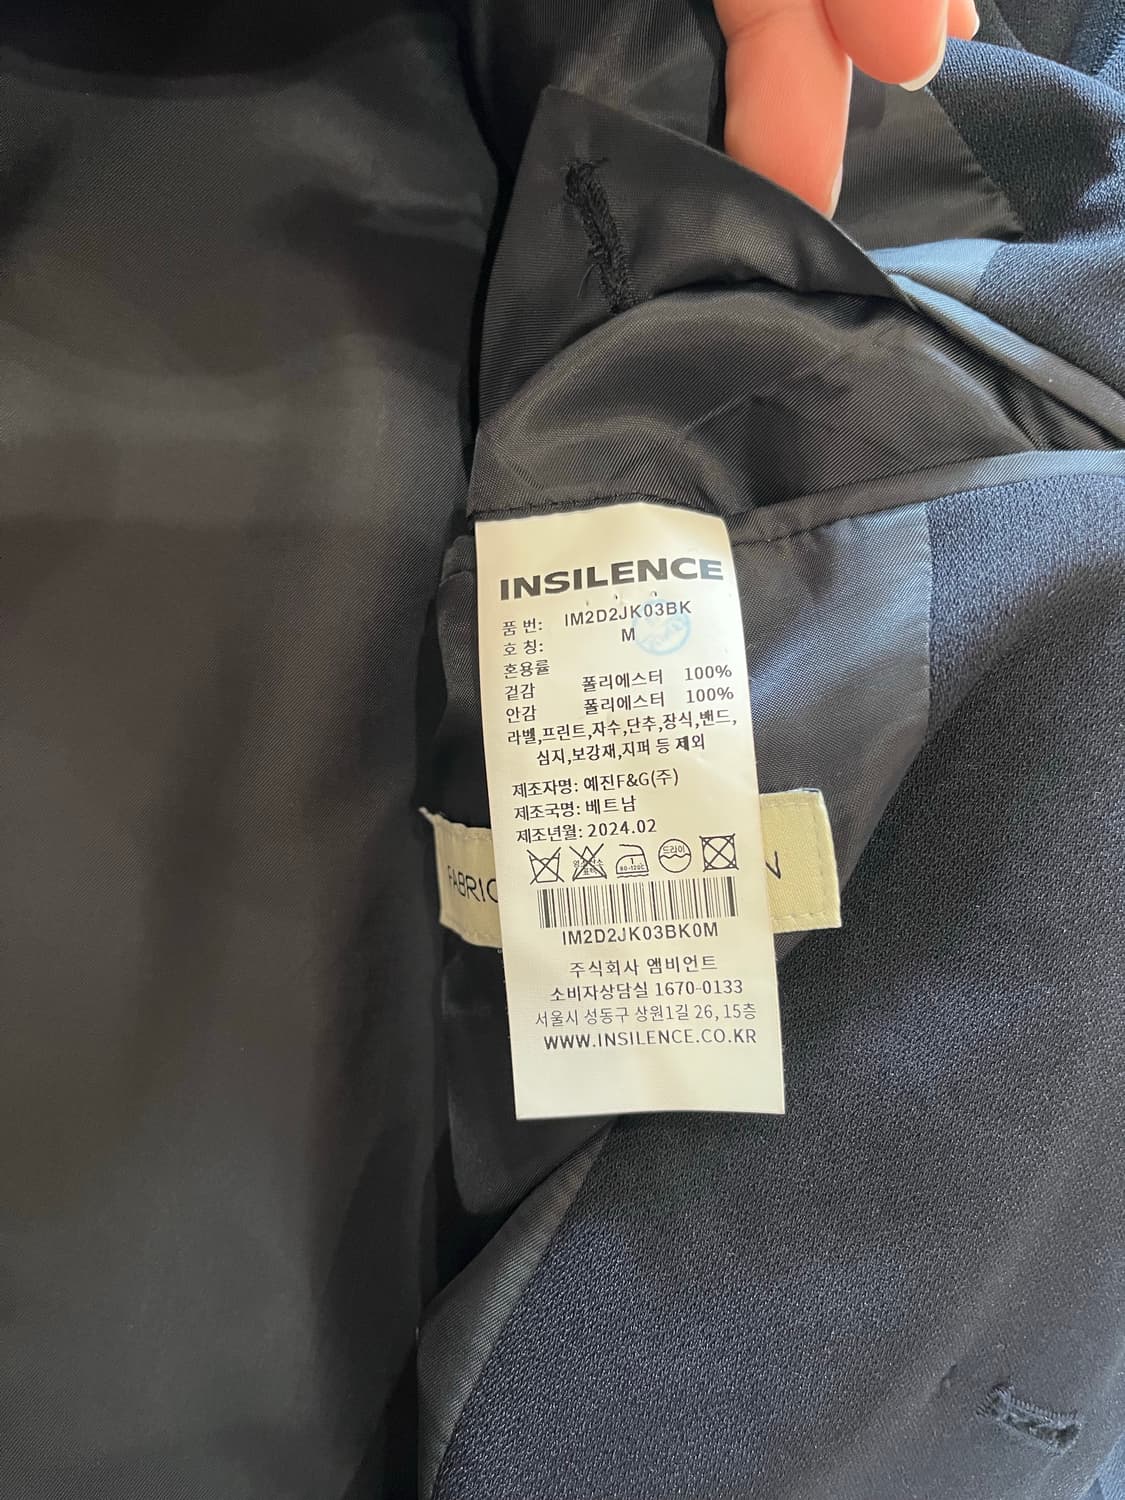 INSILENCE
품 번: IM2D2JK03BK
호 칭: M
혼용률
겉감 폴리에스터 100%
안감 폴리에스터 100%
라벨,프린트,자수,단추,장식,밴드,
심지,보강재,지퍼 등 제외
제조자명: 예진F&G(주)
제조국명: 베트남
제조년월: 2024.02
1 80-120℃ 드라이
FABRIC
IM2D2JK03BK0M
주식회사 앰비언트
소비자상담실 1670-0133
서울시 성동구 상원1길 26, 15층
WWW.INSILENCE.CO.KR